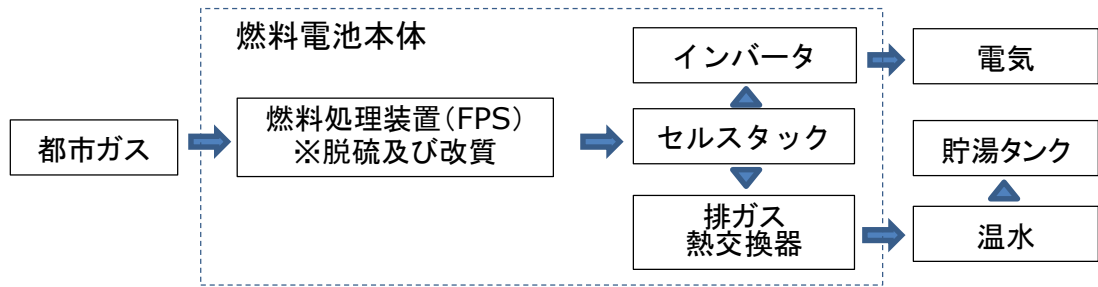 燃料電池本体
都市ガス
燃料処理装置(FPS)
※脱硫及び改質
インバータ
セルスタック
排ガス
熱交換器
電気
貯湯タンク
温水